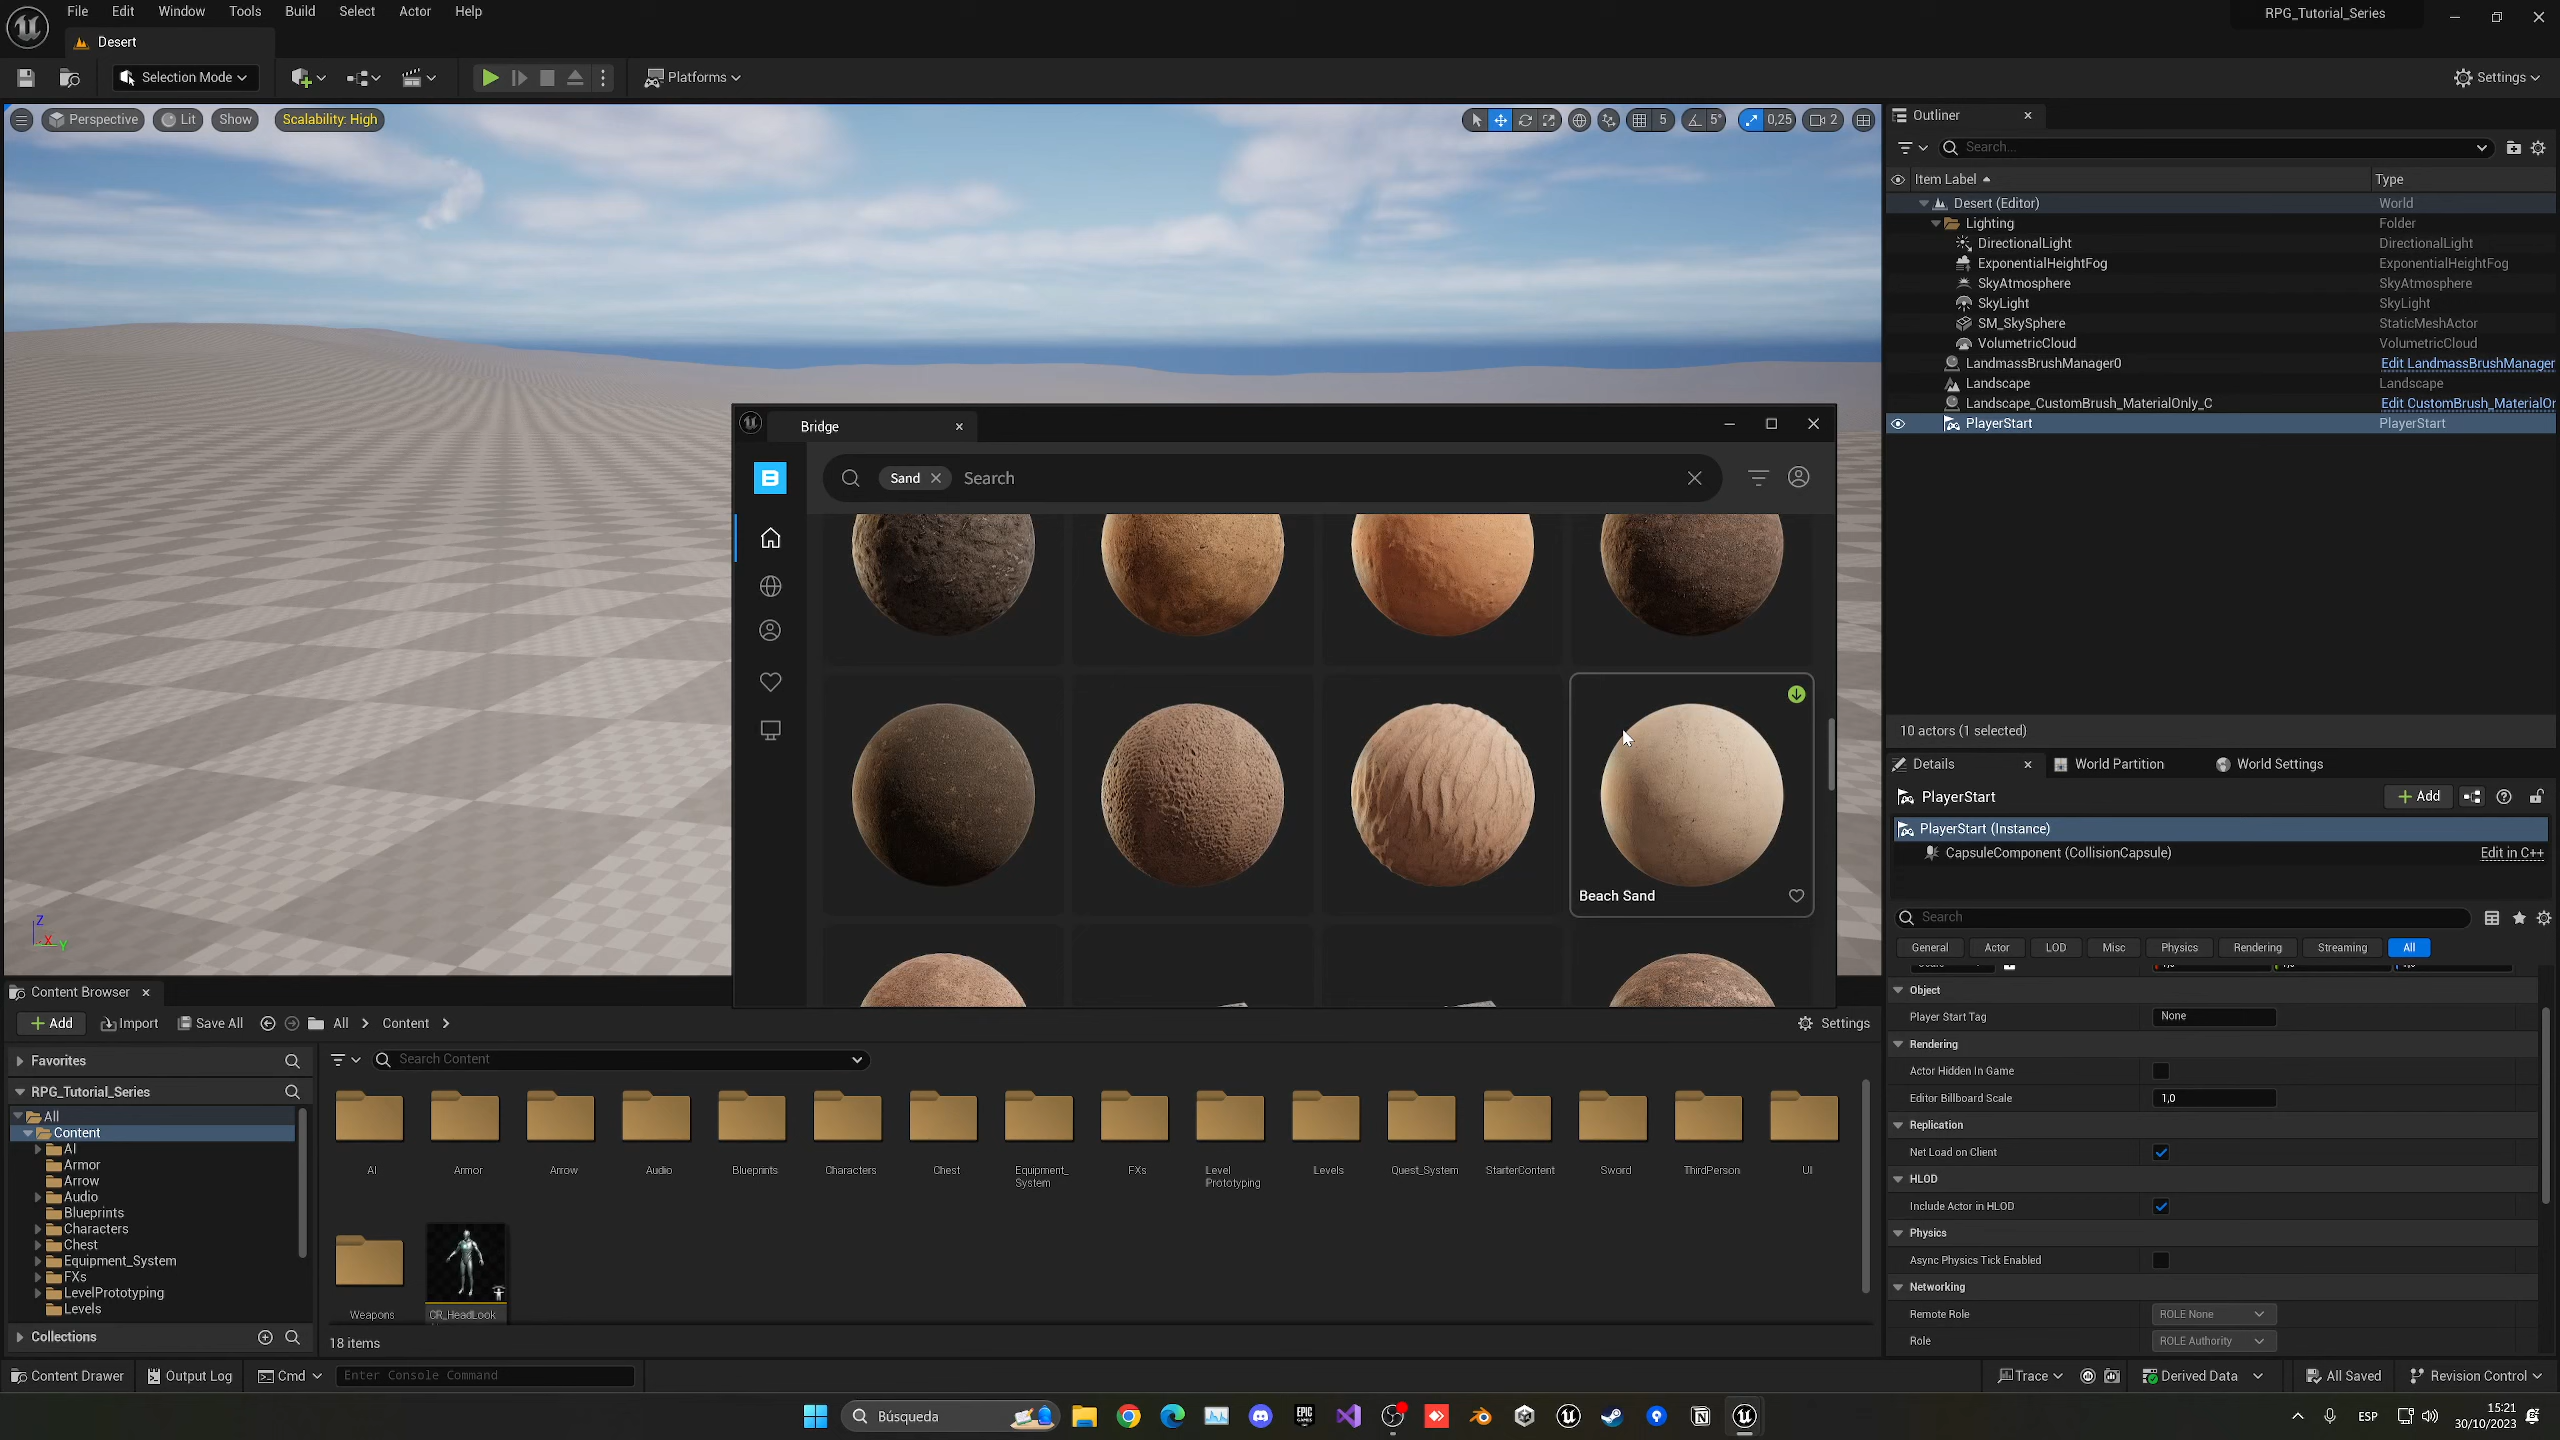 File Edit Window Tools Build Select Actor Help
RPG_Tutorial_Series
Desert
Selection Mode
Platforms
Settings
Perspective Lit Show Scalability: High
5 5° 0,25 2
Outliner
Search...
Item Label Type
Desert (Editor) World
Lighting Folder
DirectionalLight DirectionalLight
ExponentialHeightFog ExponentialHeightFog
SkyAtmosphere SkyAtmosphere
SkyLight SkyLight
SM_SkySphere StaticMeshActor
VolumetricCloud VolumetricCloud
LandmassBrushManager0 Edit LandmassBrushManager
Landscape Landscape
Landscape_CustomBrush_MaterialOnly_C Edit CustomBrush_MaterialOr
PlayerStart PlayerStart
10 actors (1 selected)
Bridge
Sand Search
Beach Sand
Details World Partition World Settings
PlayerStart
Add
PlayerStart (Instance)
CapsuleComponent (CollisionCapsule) Edit in C++
Search
General Actor LOD Misc Physics Rendering Streaming All
Object
Player Start Tag None
Rendering
Actor Hidden In Game
Editor Billboard Scale 1,0
Replication
Net Load on Client
HLOD
Include Actor in HLOD
Physics
Async Physics Tick Enabled
Networking
Remote Role ROLE None
Role ROLE Authority
Z
X Y
Content Browser
Add Import Save All All Content
Settings
Favorites
Search Content
RPG_Tutorial_Series
All
Content
AI
Armor
Arrow
Audio
Blueprints
Characters
Chest
Equipment_System
FXs
LevelPrototyping
Levels
Collections
AI Armor Arrow Audio Blueprints Characters Chest Equipment_ FXs Level Levels Quest_System StarterContent Sword ThirdPerson UI
System Prototyping
Weapons CR_HeadLook
18 items
Content Drawer Output Log Cmd Enter Console Command
Trace Derived Data All Saved Revision Control
Búsqueda
EPIC GAMES
ESP
15:21
30/10/2023